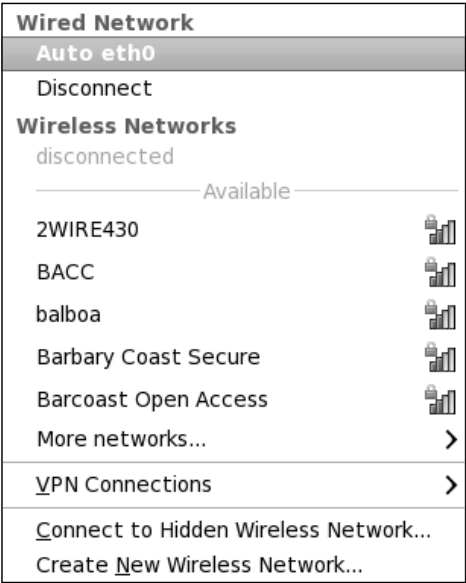 Wired Network
Auto eth0
Disconnect
Wireless Networks
disconnected
Available
2WIRE430
BACC
balboa
Barbary Coast Secure
Barcoast Open Access
More networks...
VPN Connections
Connect to Hidden Wireless Network...
Create New Wireless Network...